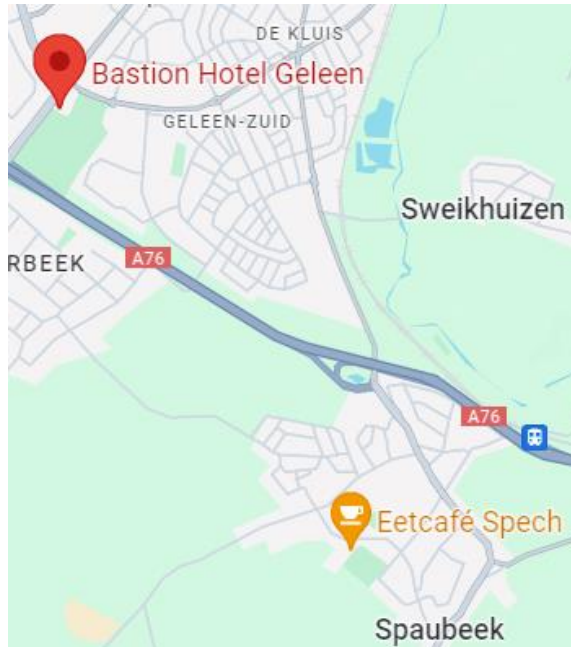 DE KLUIS
Bastion Hotel Geleen
GELEEN-ZUID
Sweikhuizen
RBEEK
A76
A76
Eetcafé Spech
Spaubeek